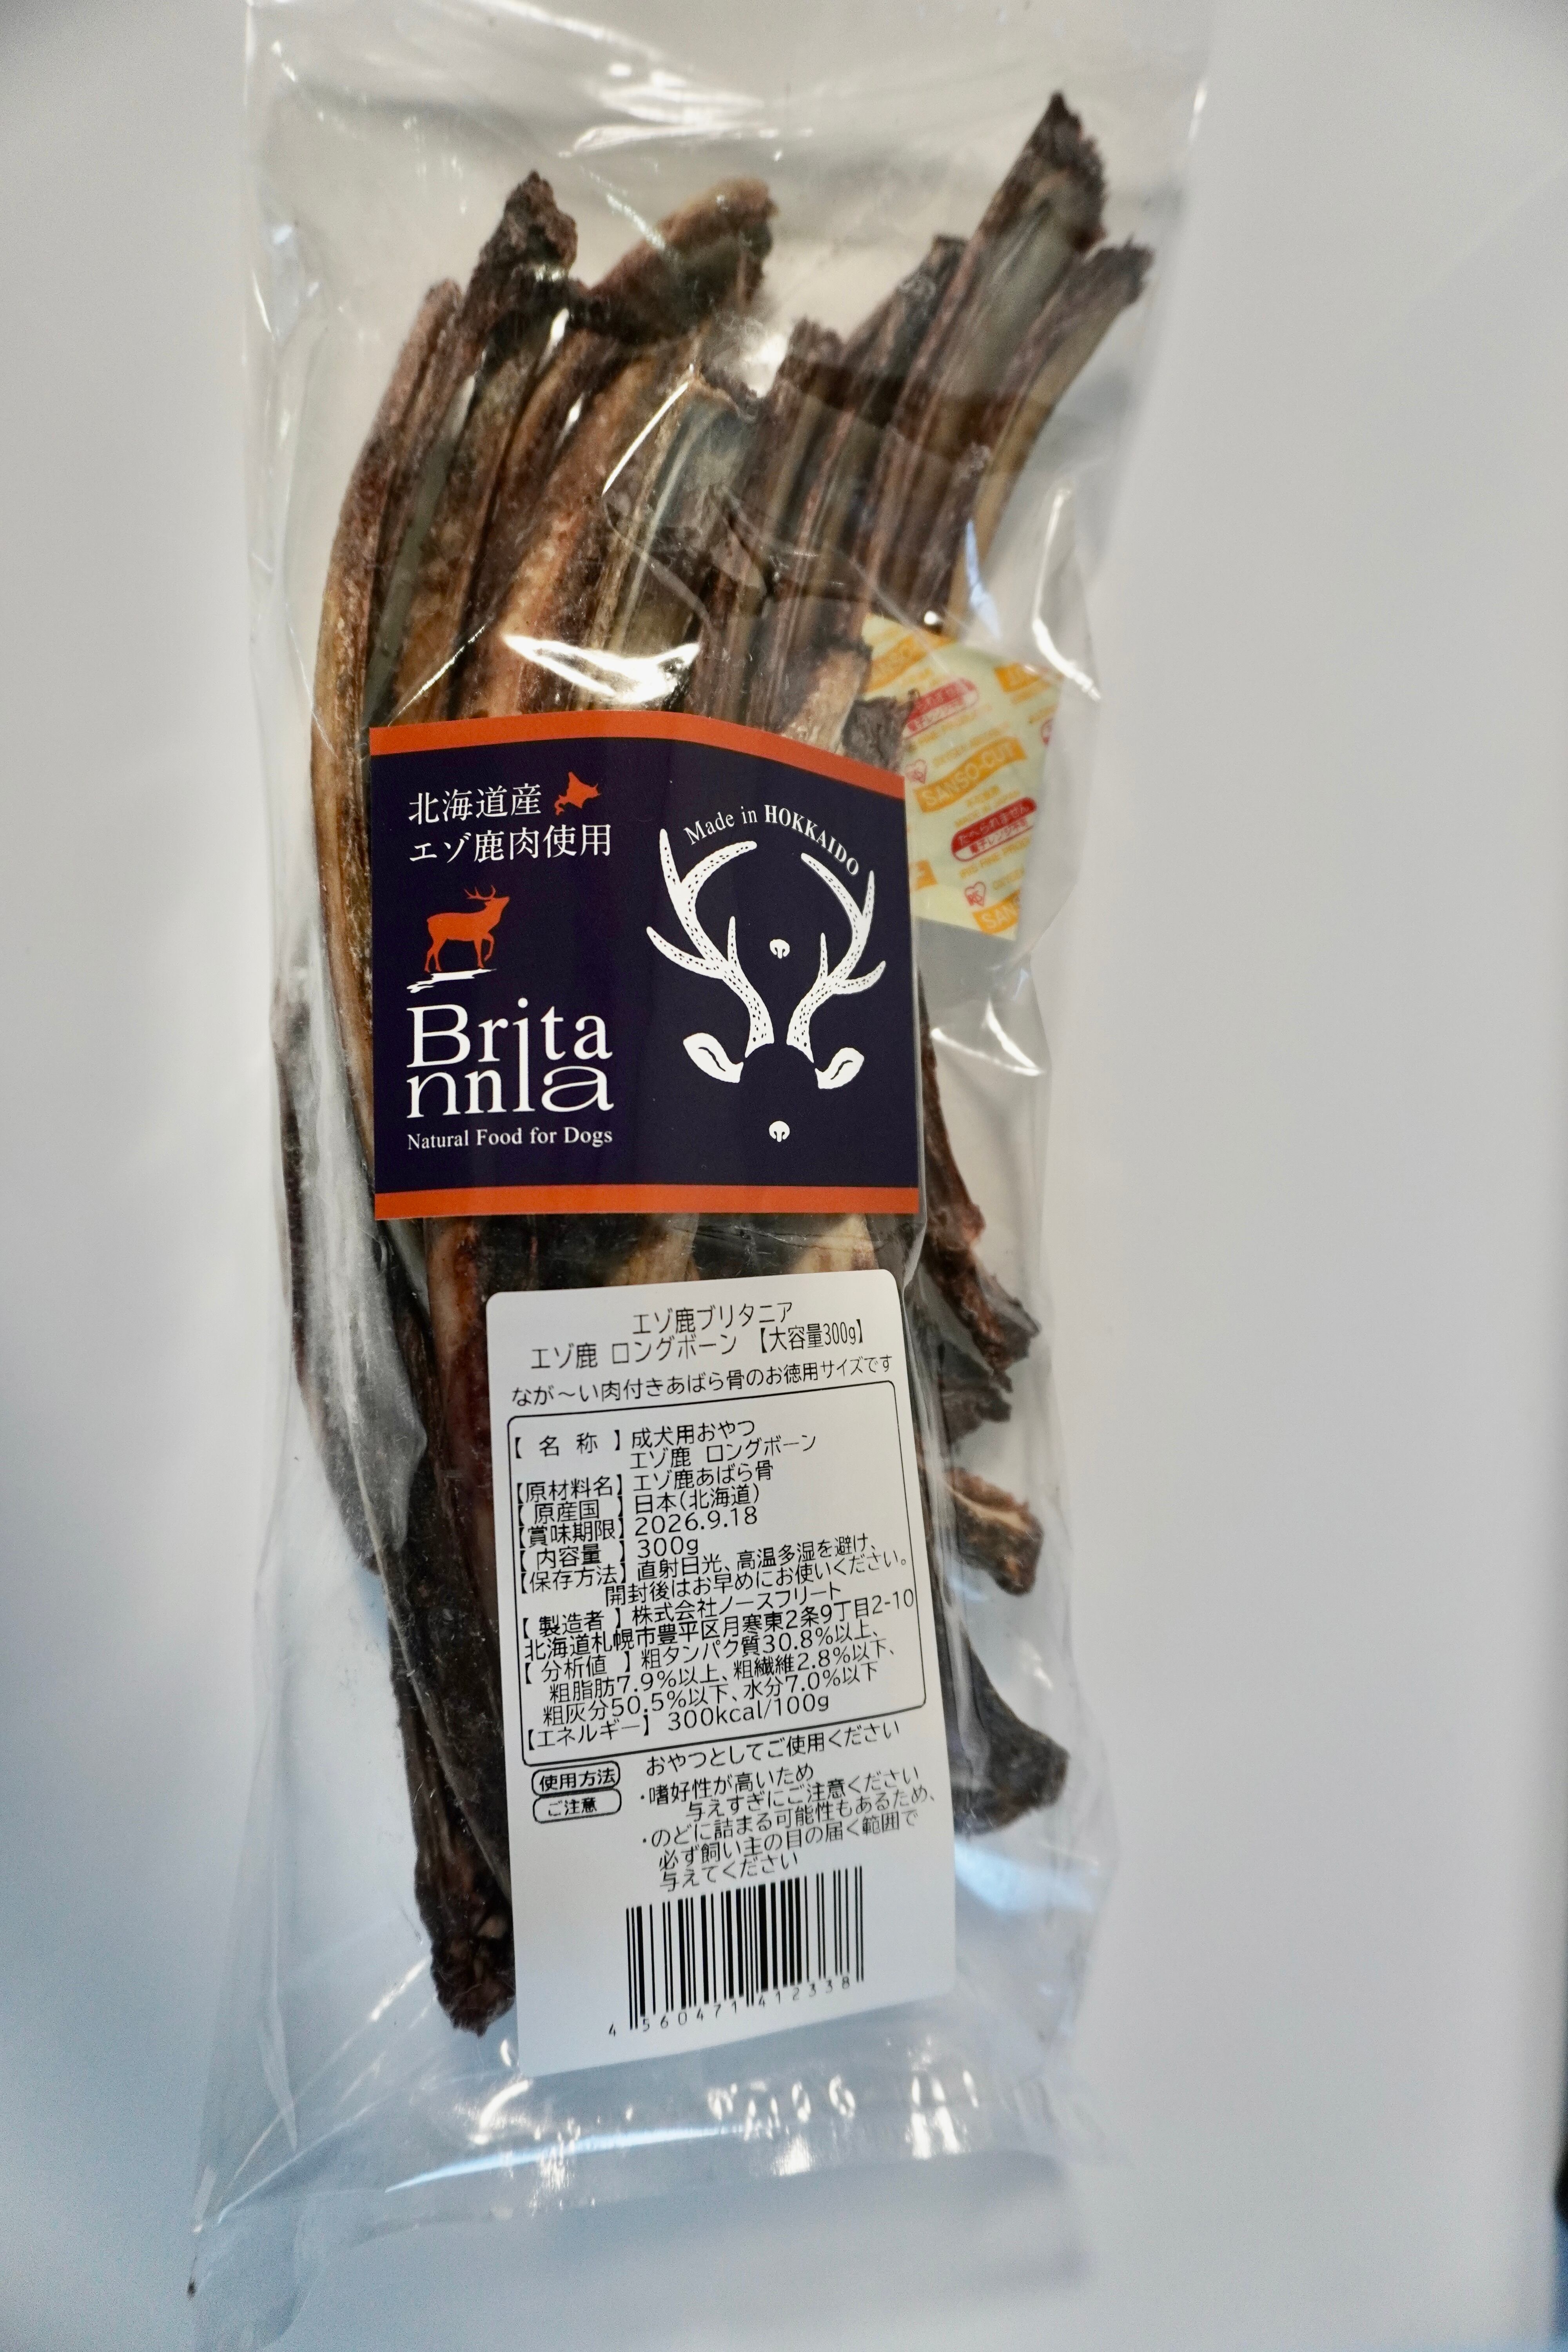 北海道産
エゾ鹿肉使用
Made in HOKKAIDO
Brita
nnia
Natural Food for Dogs
SANSO-CUT
エゾ鹿ブリタニア
エゾ鹿 ロングボーン 【大容量300g】
なが～い肉付きあばら骨のお徳用サイズです
【 名 称 】成犬用おやつ
エゾ鹿 ロングボーン
【原材料名】エゾ鹿あばら骨
【 原産国 】日本(北海道)
【賞味期限】2026.9.18
【 内容量 】300g
【保存方法】直射日光、高温多湿を避け、
開封後はお早めにお使いください。
【 製造者 】株式会社ノースフリート
北海道札幌市豊平区月寒東2条9丁目2-10
【 分析値 】粗タンパク質30.8%以上、
粗脂肪7.9%以上、粗繊維2.8%以下、
粗灰分50.5%以下、水分7.0%以下
【エネルギー】 300kcal/100g
使用方法 おやつとしてご使用ください
ご注意 ・嗜好性が高いため
与えすぎにご注意ください
・のどに詰まる可能性もあるため、
必ず飼い主の目の届く範囲で
与えてください
4 560471 412338